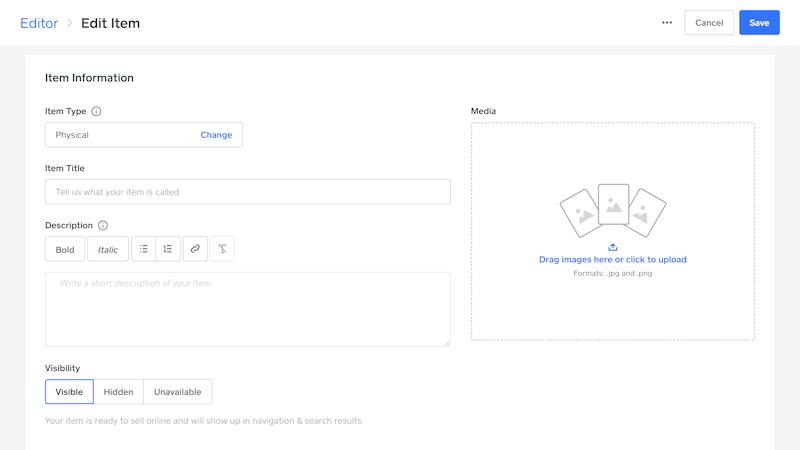 Editor > Edit Item
Cancel
Save
Item Information
Item Type
Physical
Change
Item Title
Tell us what your item is called
Description
Bold
Italic
Write a short description of your item
Visibility
Visible
Hidden
Unavailable
Your item is ready to sell online and will show up in navigation & search results.
Media
Drag images here or click to upload
Formats: .jpg and .png